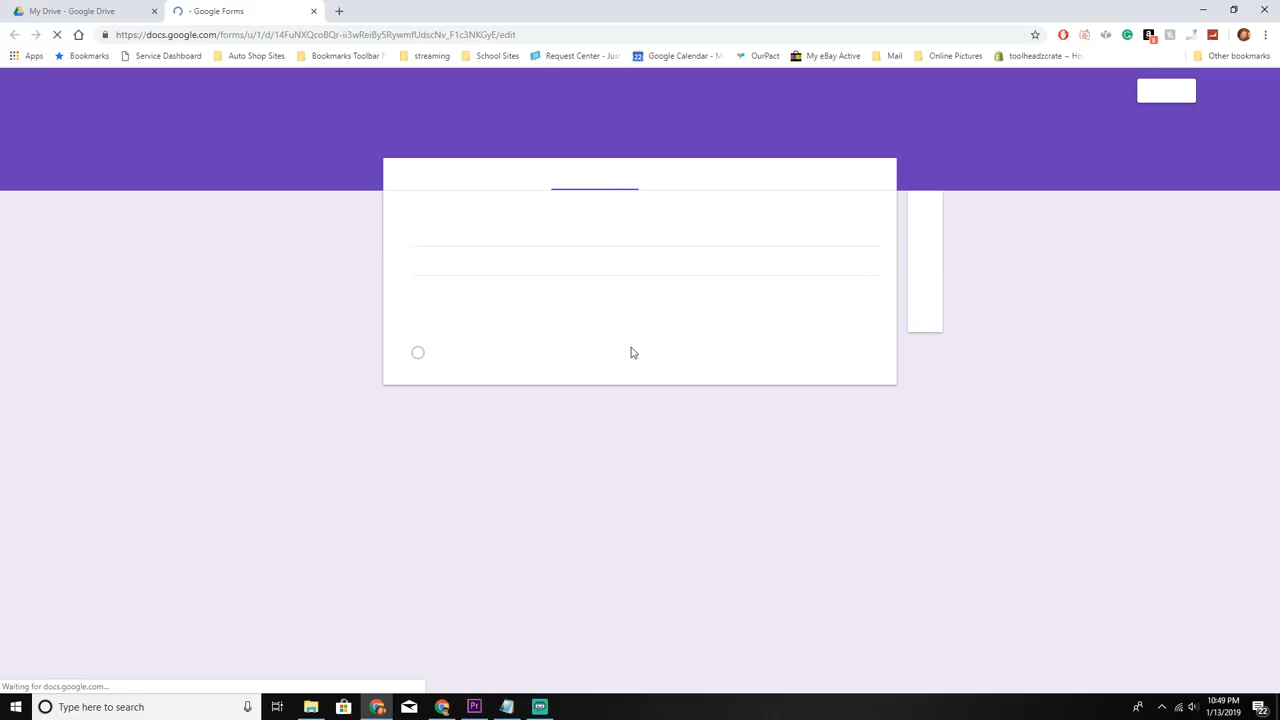 My Drive - Google Drive
- Google Forms
https://docs.google.com/forms/u/1/d/14FuNXQcoBQr-ii3wReiBy5RywmfUdscNv_F1c3NKGyE/edit
Apps
Bookmarks
Service Dashboard
Auto Shop Sites
Bookmarks Toolbar F
streaming
School Sites
Request Center - Just
22
Google Calendar - M
OurPact
My eBay Active
Mail
Online Pictures
toolheadzcrate ~ Ho
Other bookmarks
Waiting for docs.google.com...
Type here to search
Pr
10:49 PM
1/13/2019
22